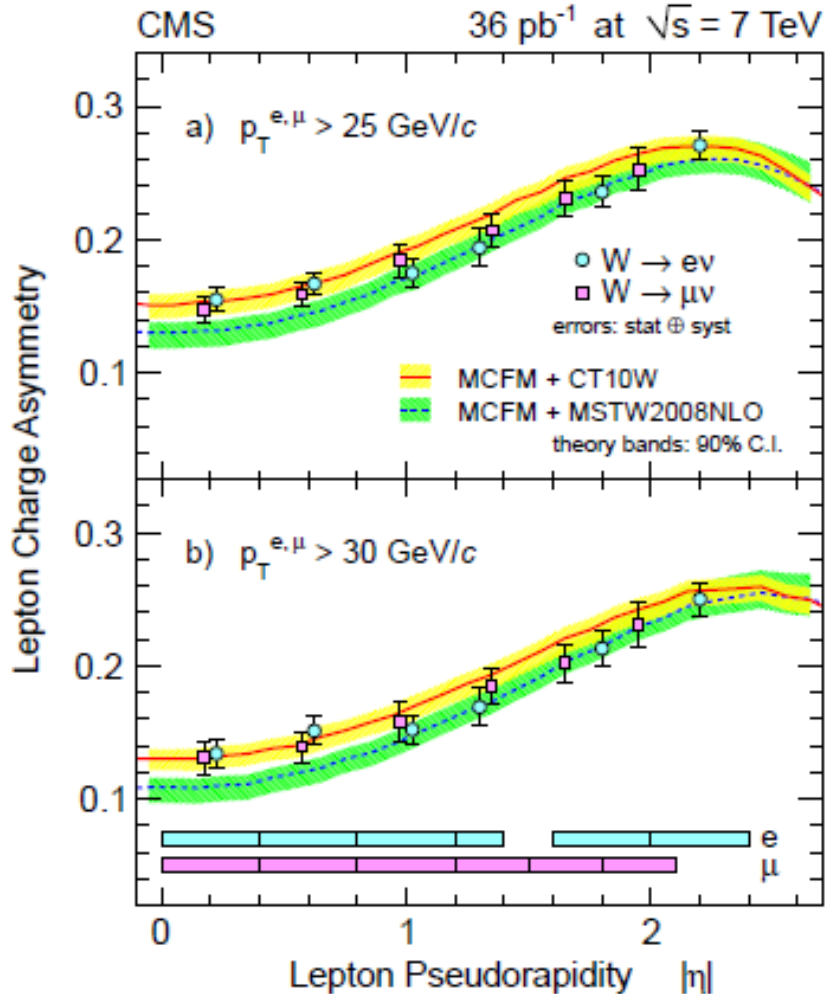 CMS 36 pb⁻¹ at √s = 7 TeV
0.3
a) p_T^{e,μ} > 25 GeV/c
0.2
W → eν
W → μν
errors: stat ⊕ syst
MCFM + CT10W
0.1
MCFM + MSTW2008NLO
theory bands: 90% C.I.
Lepton Charge Asymmetry
0.3
b) p_T^{e,μ} > 30 GeV/c
0.2
0.1
e
μ
0 1 2
Lepton Pseudorapidity |η|